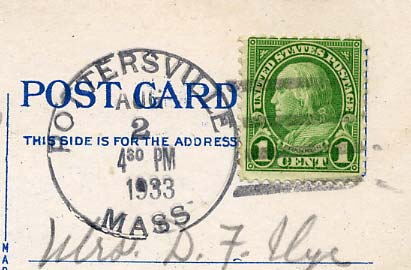 POTTERSVILLE
AUG
2
4 30 PM
1933
MASS
POST CARD
THIS SIDE IS FOR THE ADDRESS
UNITED STATES POSTAGE
1 CENT 1
Mrs. D. F.